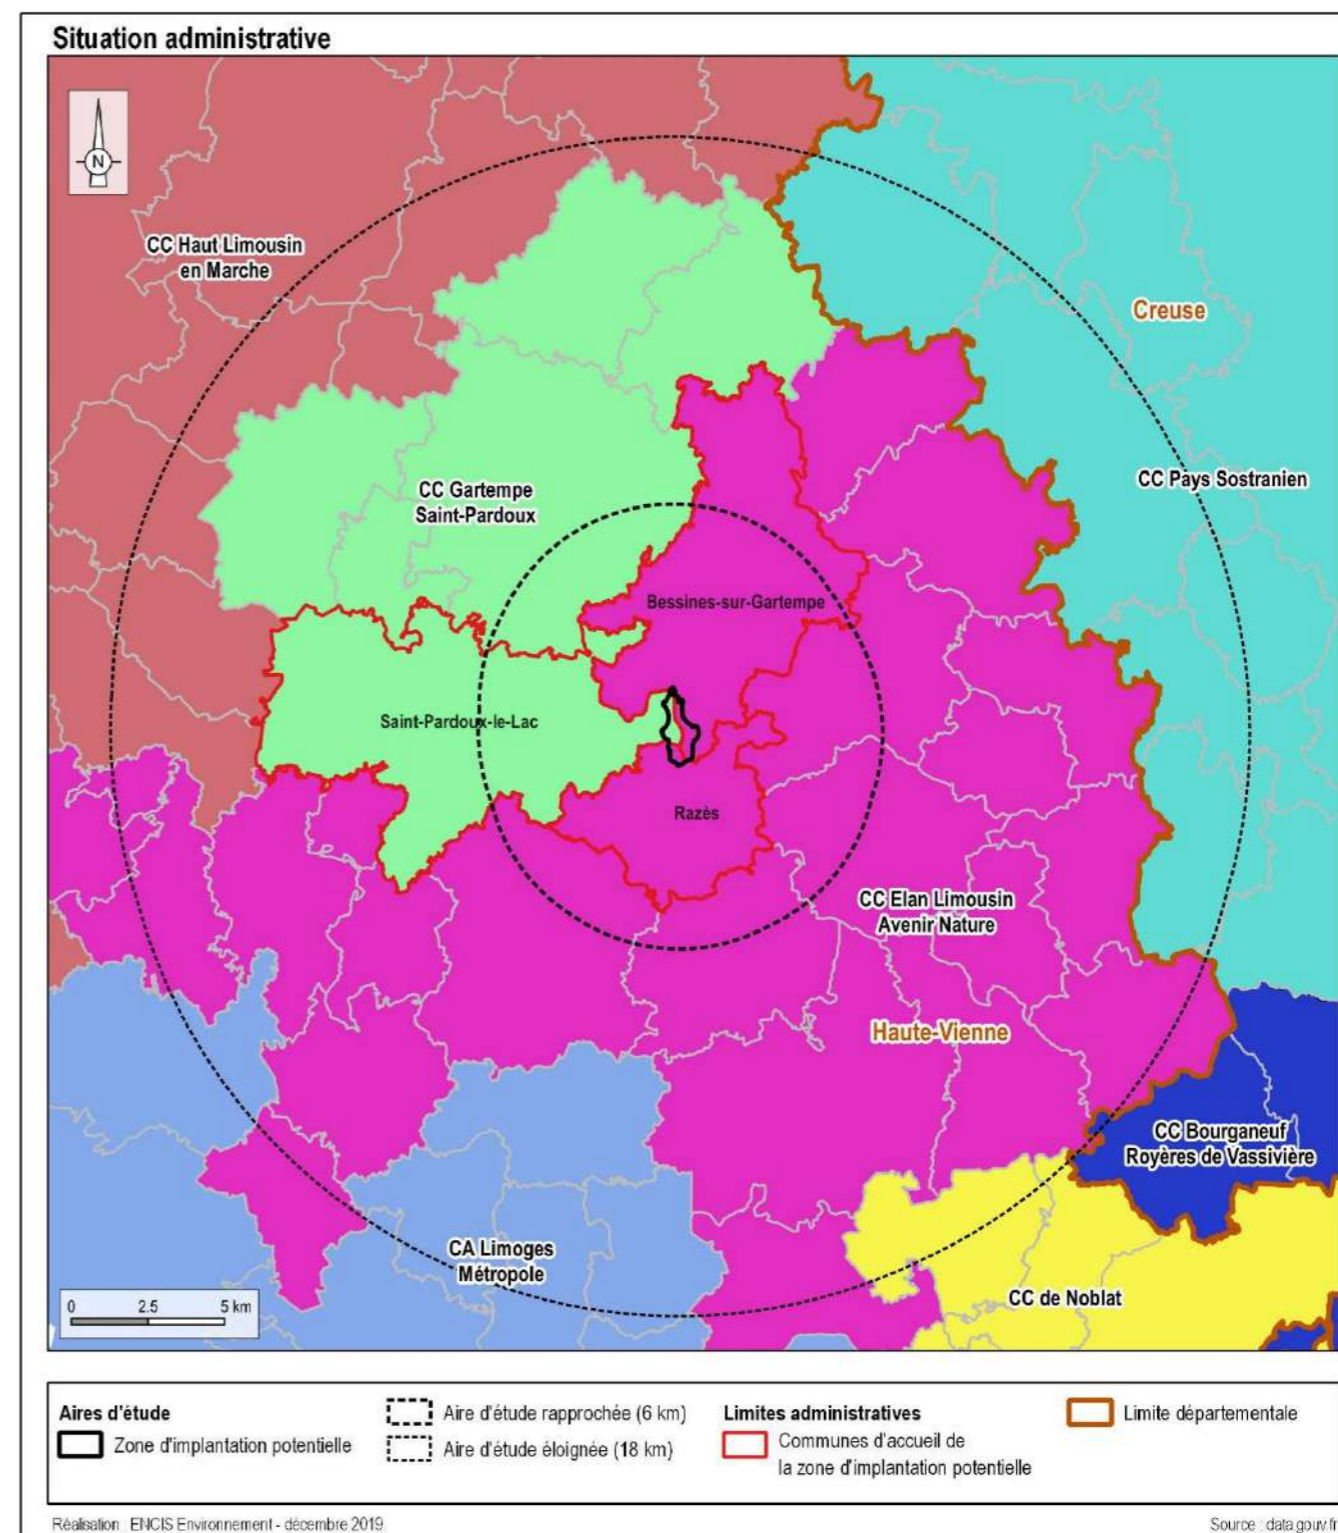 Situation administrative
N
CC Haut Limousin
en Marche
Creuse
CC Pays Sostranien
CC Gartempe
Saint-Pardoux
Bessines-sur-Gartempe
Saint-Pardoux-le-Lac
Razès
CC Elan Limousin
Avenir Nature
Haute-Vienne
CC Bourganeuf
Royères de Vassivière
CA Limoges
Métropole
CC de Noblat
0 2.5 5 km
Aires d'étude
Zone d'implantation potentielle
Aire d'étude rapprochée (6 km)
Aire d'étude éloignée (18 km)
Limites administratives
Communes d'accueil de
la zone d'implantation potentielle
Limite départementale
Réalisation : ENCIS Environnement - décembre 2019
Source : data.gouv.fr